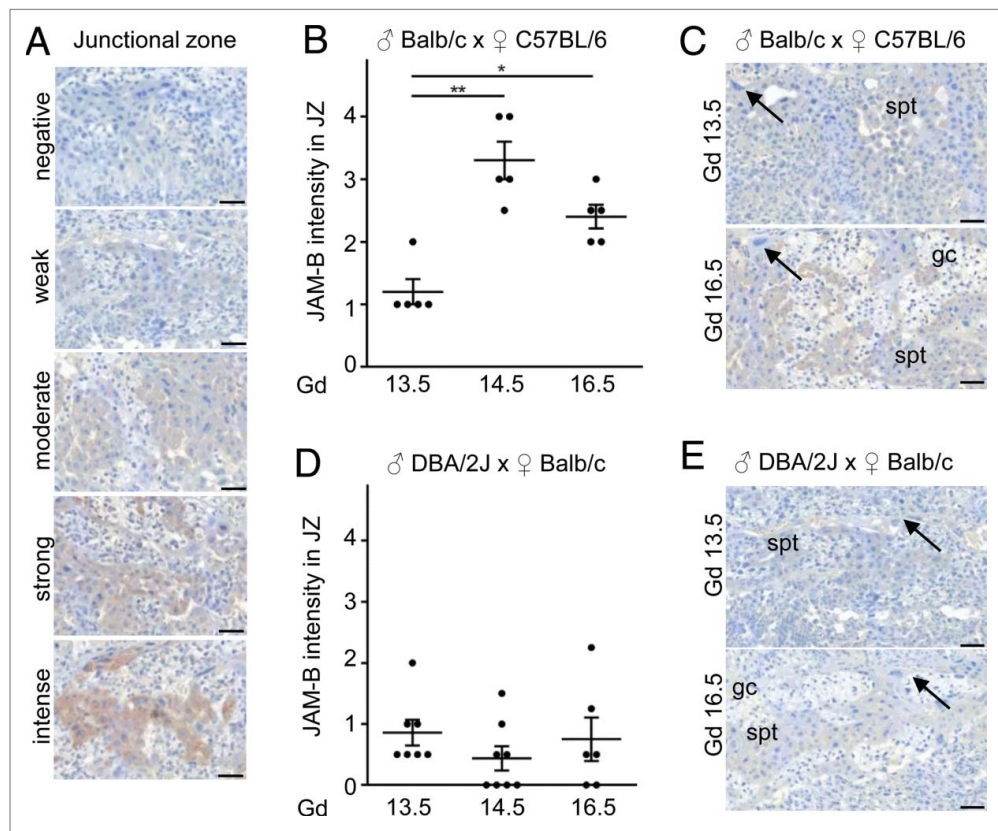 A
Junctional zone
negative
weak
moderate
strong
intense
B
♂ Balb/c x ♀ C57BL/6
JAM-B intensity in JZ
*
**
4
3
2
1
0
Gd
13.5 14.5 16.5
C
♂ Balb/c x ♀ C57BL/6
Gd 13.5
spt
Gd 16.5
gc
spt
D
♂ DBA/2J x ♀ Balb/c
JAM-B intensity in JZ
4
3
2
1
0
Gd
13.5 14.5 16.5
E
♂ DBA/2J x ♀ Balb/c
Gd 13.5
spt
Gd 16.5
gc
spt